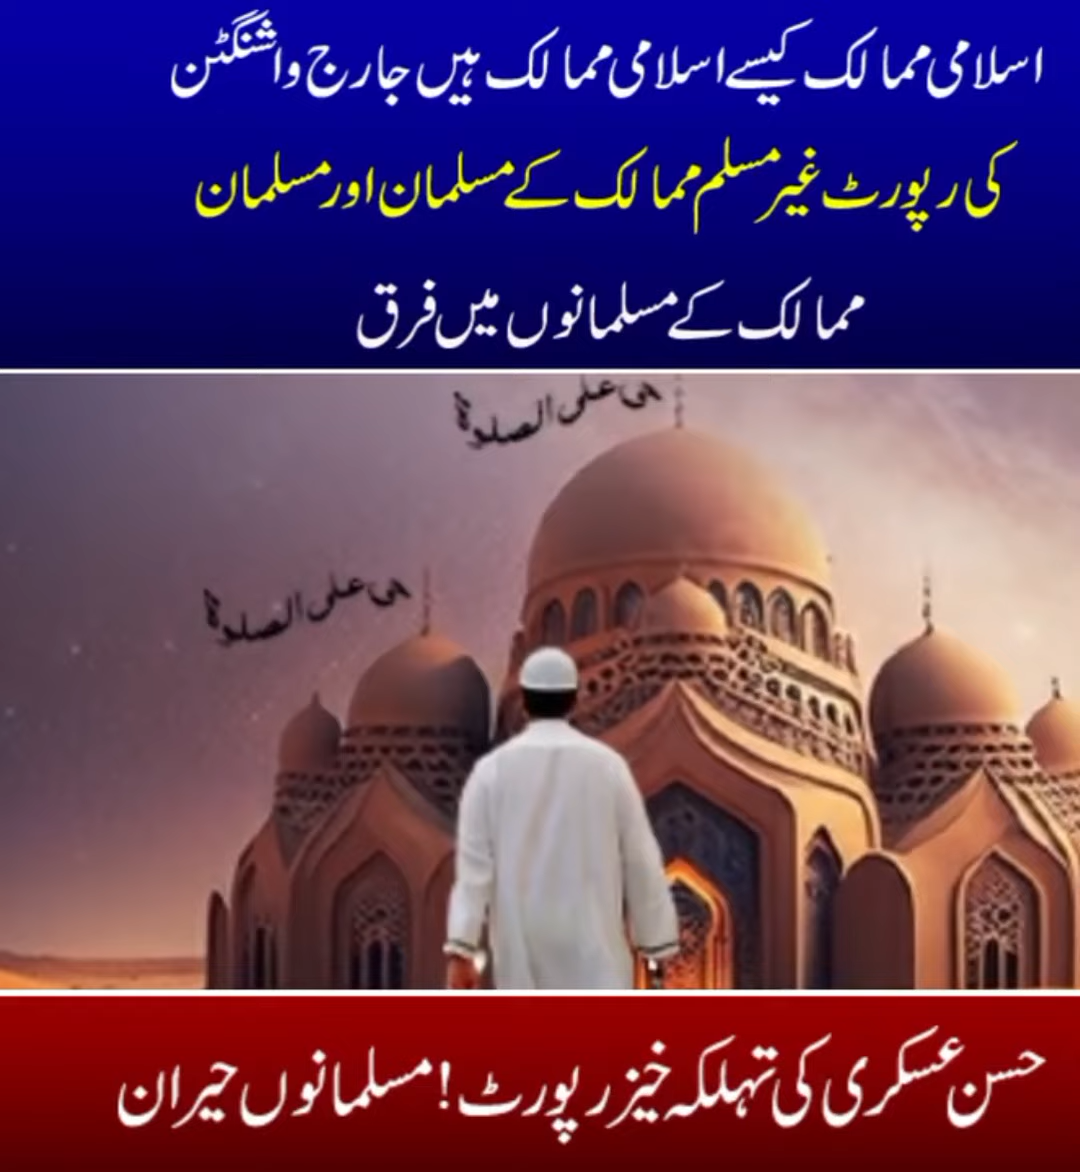 اسلامی ممالک کیسے اسلامی ممالک ہیں جارج واشنگٹن
کی رپورٹ غیر مسلم ممالک کے مسلمان اور مسلمان
ممالک کے مسلمانوں میں فرق
حی علی الصلوۃ
حی علی الصلوۃ
حسن عسکری کی تہلکہ خیز رپورٹ! مسلمانوں حیران